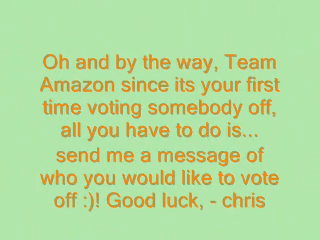 Oh and by the way, Team
Amazon since its your first
time voting somebody off,
all you have to do is...
send me a message of
who you would like to vote
off :)! Good luck, - chris